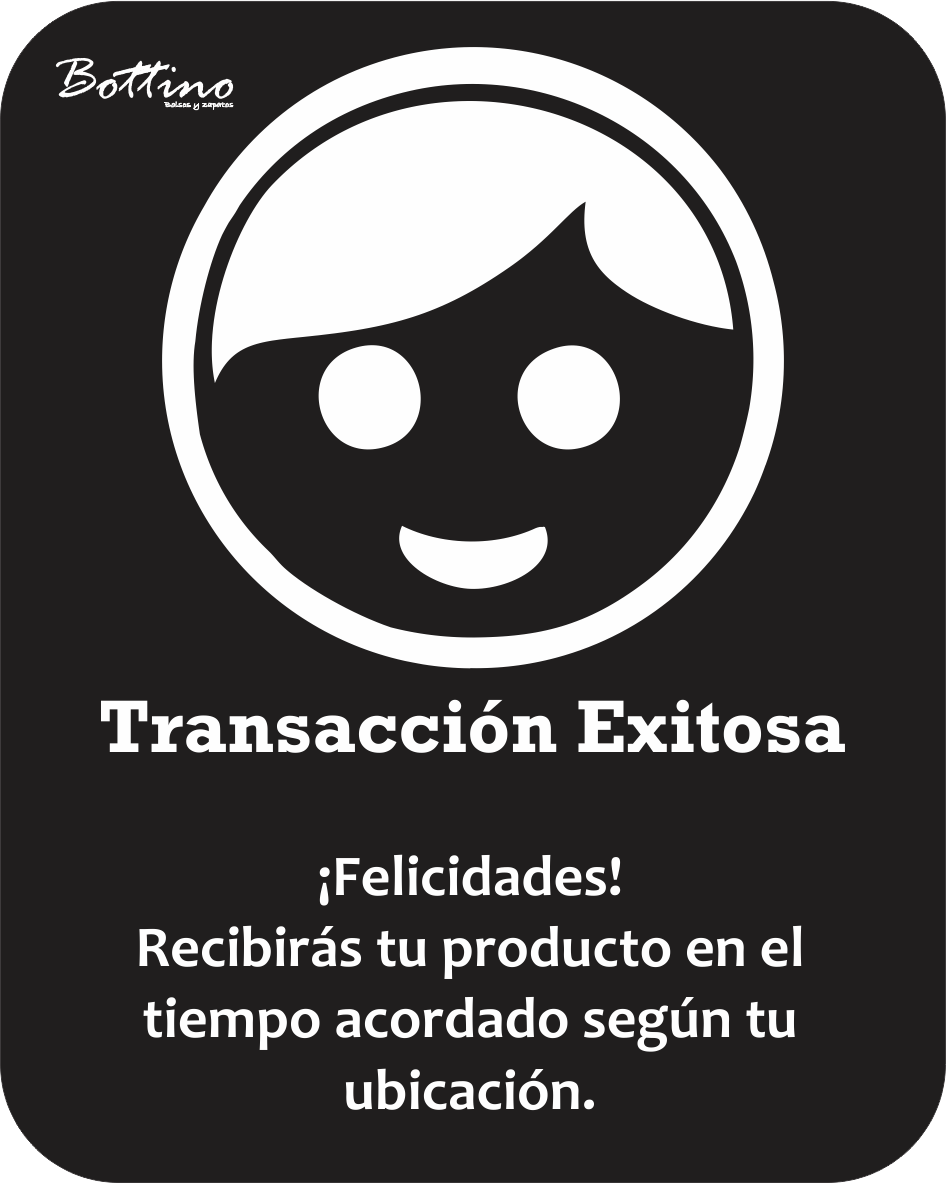 Bottino
Bolsas y zapatos
Transacción Exitosa
¡Felicidades!
Recibirás tu producto en el
tiempo acordado según tu
ubicación.